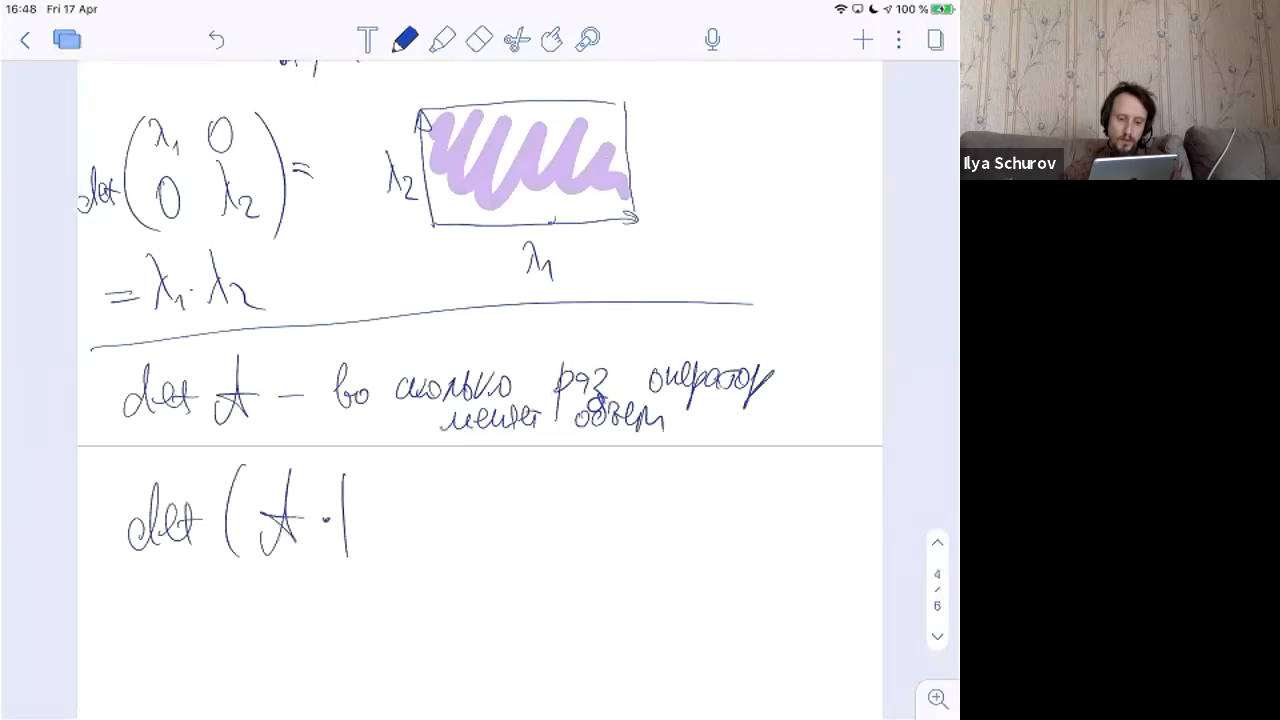 16:48 Fri 17 Apr
100 %
Ilya Schurov
det ( λ₁ 0
0 λ₂ ) =
λ₂
λ₁
= λ₁ · λ₂
det A – во сколько раз оператор
меняет объем
det ( A ·
4
/
6